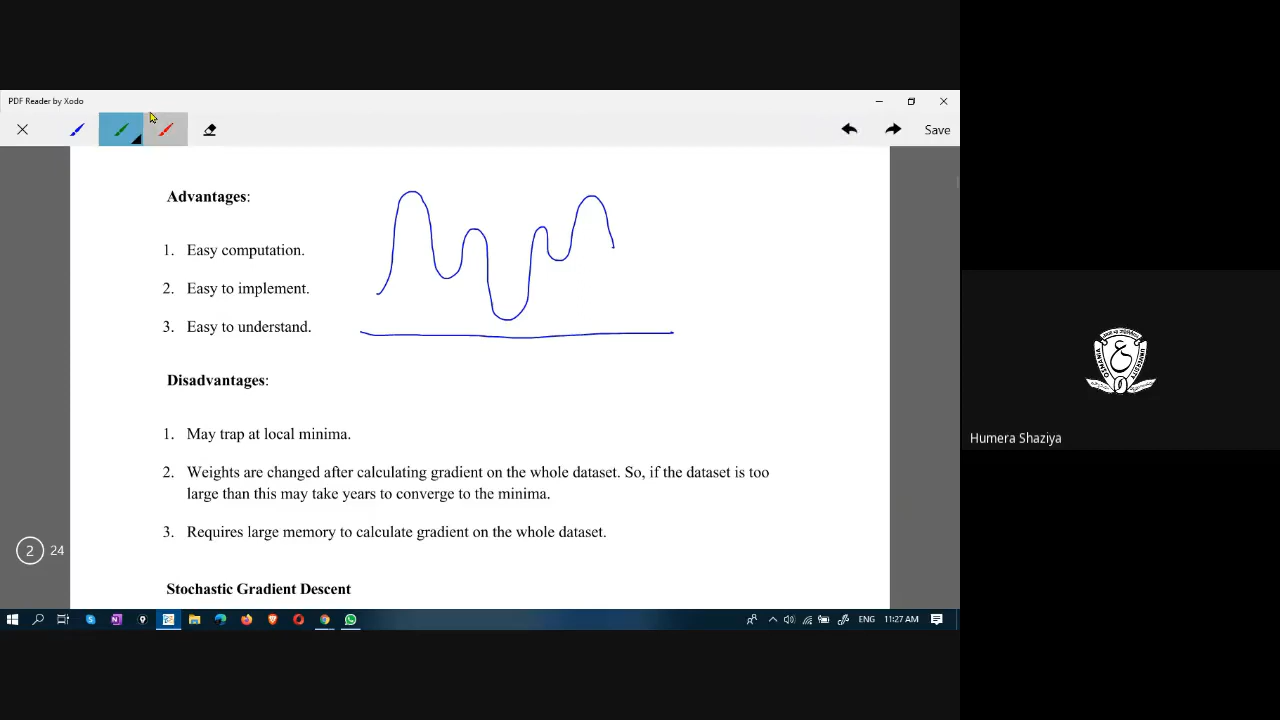 PDF Reader by Xodo
Save
Advantages:
1. Easy computation.
2. Easy to implement.
3. Easy to understand.
Disadvantages:
1. May trap at local minima.
2. Weights are changed after calculating gradient on the whole dataset. So, if the dataset is too
large than this may take years to converge to the minima.
3. Requires large memory to calculate gradient on the whole dataset.
2 24
Stochastic Gradient Descent
ENG 11:27 AM
Humera Shaziya